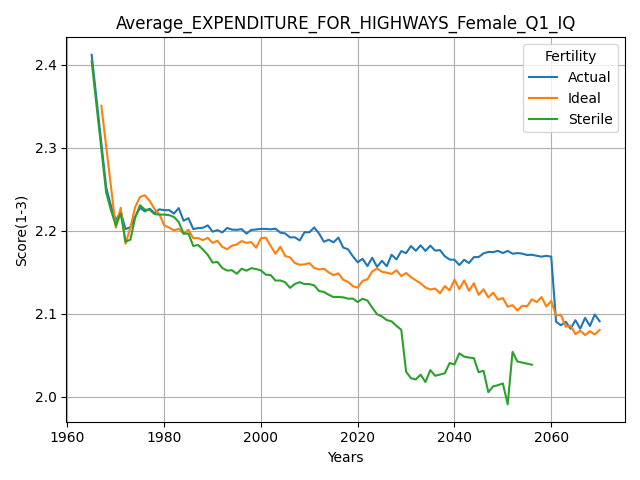 Average_EXPENDITURE_FOR_HIGHWAYS_Female_Q1_IQ
Fertility
Actual
Ideal
Sterile
Score(1-3)
2.4
2.3
2.2
2.1
2.0
1960
1980
2000
2020
2040
2060
Years